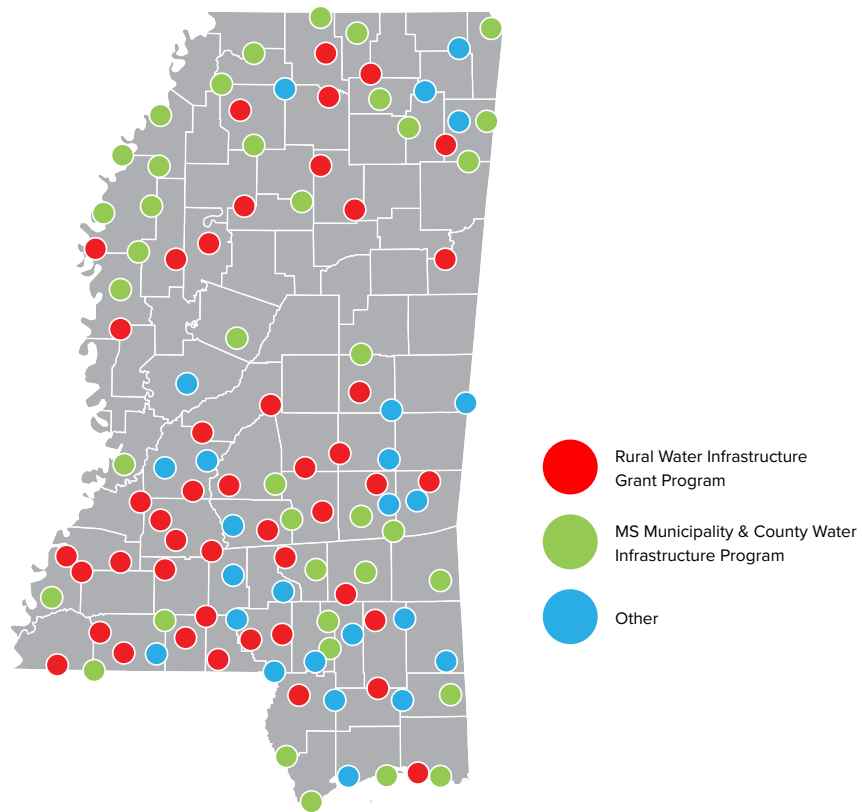 Rural Water Infrastructure
Grant Program
MS Municipality & County Water
Infrastructure Program
Other